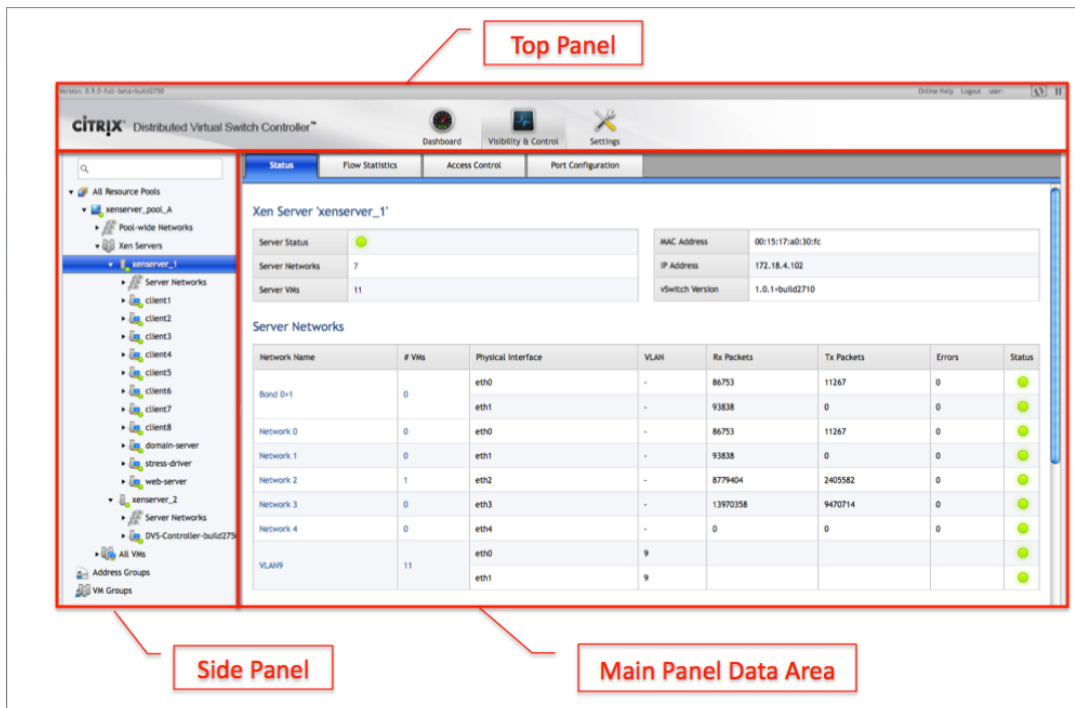 Top Panel
Version: 0.9.0-full-beta+build2750
Online Help Logout user:
CITRIX Distributed Virtual Switch Controller™
Dashboard Visibility & Control Settings
Status Flow Statistics Access Control Port Configuration
All Resource Pools
xenserver_pool_A
Pool-wide Networks
Xen Servers
xenserver_1
Server Networks
client1
client2
client3
client4
client5
client6
client7
client8
domain-server
stress-driver
web-server
xenserver_2
Server Networks
DVS-Controller-build275
All VMs
Address Groups
VM Groups
Xen Server 'xenserver_1'
Server Status
Server Networks 7
Server VMs 11
MAC Address 00:15:17:a0:30:fc
IP Address 172.18.4.102
vSwitch Version 1.0.1+build2710
Server Networks
Network Name # VMs Physical Interface VLAN Rx Packets Tx Packets Errors Status
Bond 0+1 0 eth0 - 86753 11267 0
eth1 - 93838 0 0
Network 0 0 eth0 - 86753 11267 0
Network 1 0 eth1 - 93838 0 0
Network 2 1 eth2 - 8779404 2405582 0
Network 3 0 eth3 - 13970358 9470714 0
Network 4 0 eth4 - 0 0 0
VLAN9 11 eth0 9
eth1 9
Side Panel
Main Panel Data Area